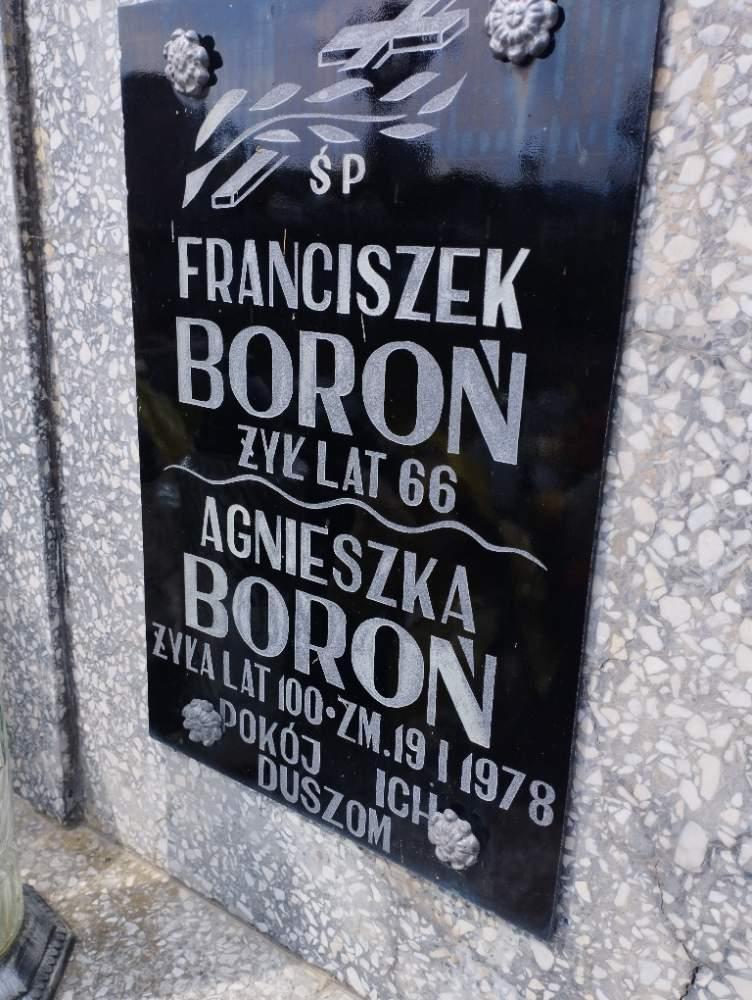 ŚP
FRANCISZEK
BOROŃ
ŻYŁ LAT 66
AGNIESZKA
BOROŃ
ŻYŁA LAT 100·ZM.19 I 1978
POKÓJ ICH
DUSZOM